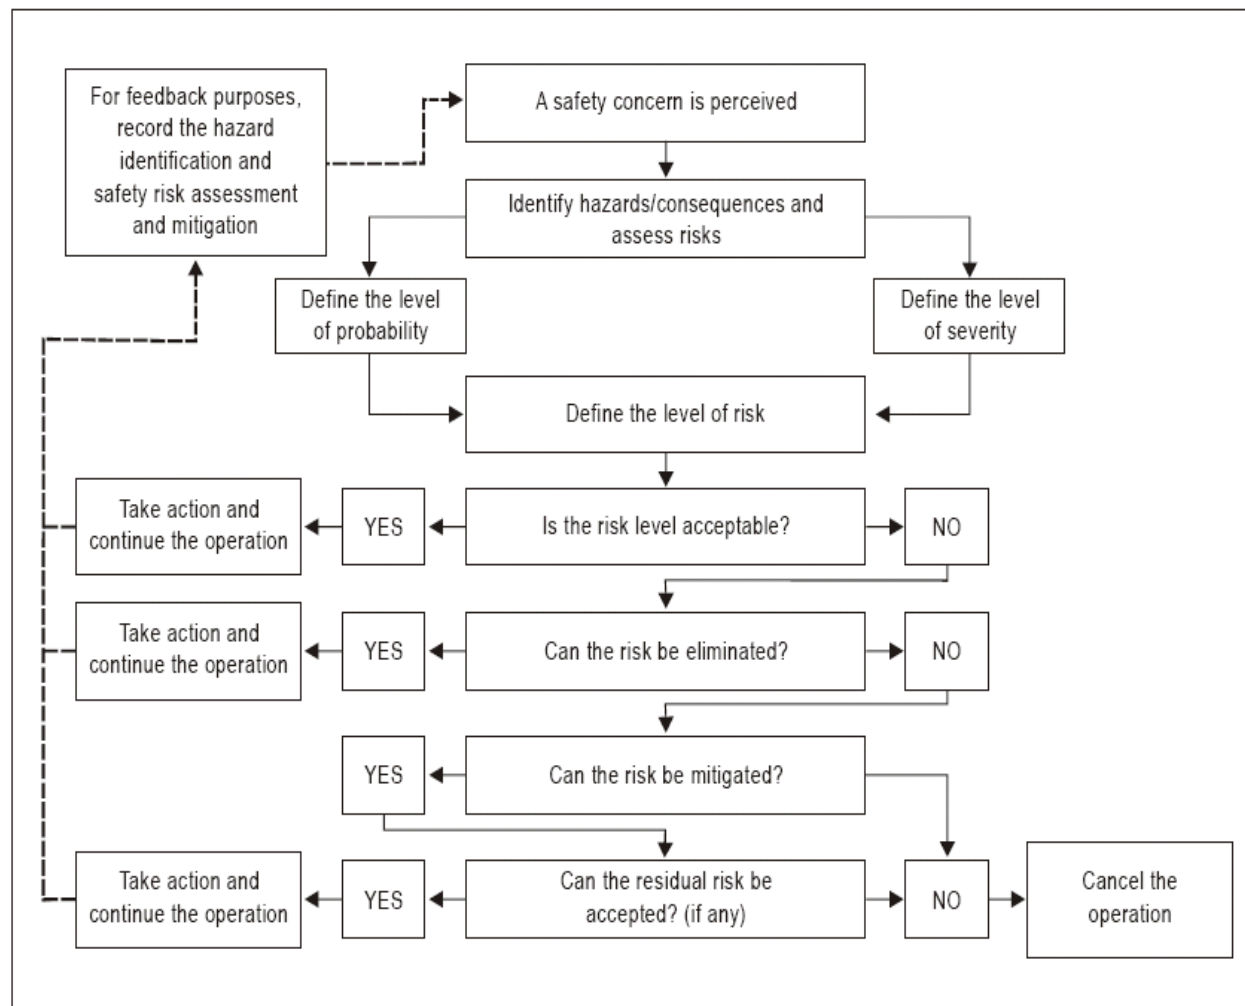 For feedback purposes,
record the hazard
identification and
safety risk assessment
and mitigation
A safety concern is perceived
Identify hazards/consequences and
assess risks
Define the level
of probability
Define the level
of severity
Define the level of risk
Take action and
continue the operation
YES
Is the risk level acceptable?
NO
Take action and
continue the operation
YES
Can the risk be eliminated?
NO
YES
Can the risk be mitigated?
Take action and
continue the operation
YES
Can the residual risk be
accepted? (if any)
NO
Cancel the
operation